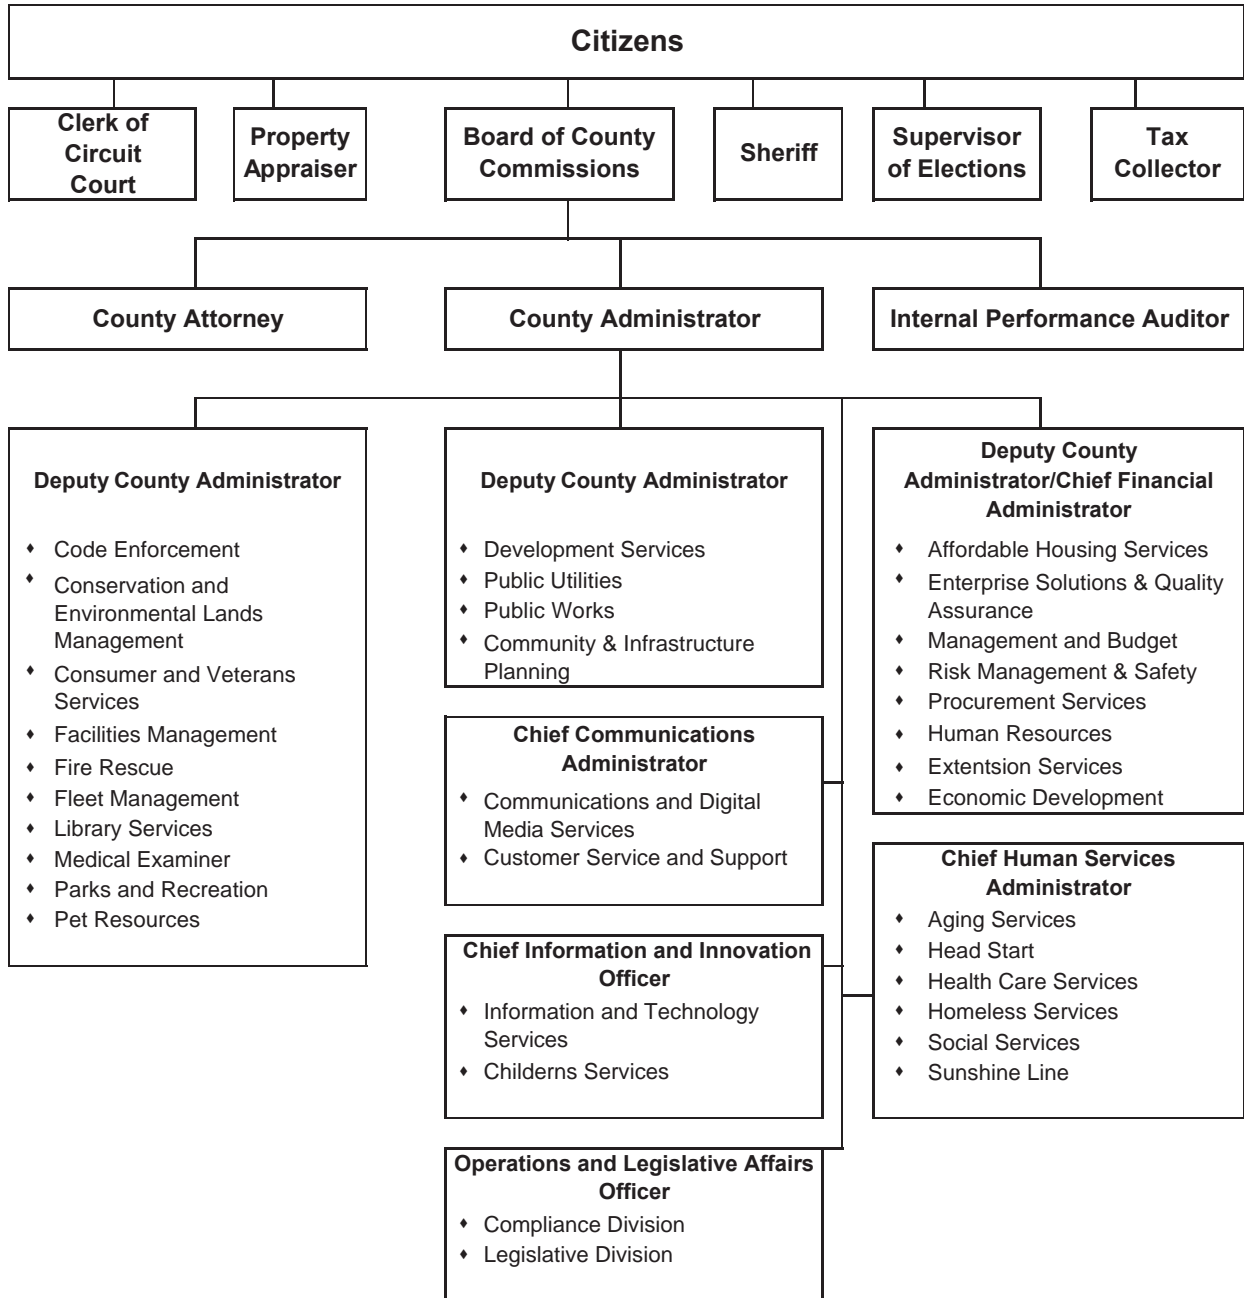 Citizens
Clerk of
Circuit
Court
Property
Appraiser
Board of County
Commissions
Sheriff
Supervisor
of Elections
Tax
Collector
County Attorney
County Administrator
Internal Performance Auditor
Deputy County Administrator
♦ Code Enforcement
♦ Conservation and
Environmental Lands
Management
♦ Consumer and Veterans
Services
♦ Facilities Management
♦ Fire Rescue
♦ Fleet Management
♦ Library Services
♦ Medical Examiner
♦ Parks and Recreation
♦ Pet Resources
Deputy County Administrator
♦ Development Services
♦ Public Utilities
♦ Public Works
♦ Community & Infrastructure
Planning
Chief Communications
Administrator
♦ Communications and Digital
Media Services
♦ Customer Service and Support
Chief Information and Innovation
Officer
♦ Information and Technology
Services
♦ Childerns Services
Operations and Legislative Affairs
Officer
♦ Compliance Division
♦ Legislative Division
Deputy County
Administrator/Chief Financial
Administrator
♦ Affordable Housing Services
♦ Enterprise Solutions & Quality
Assurance
♦ Management and Budget
♦ Risk Management & Safety
♦ Procurement Services
♦ Human Resources
♦ Extentsion Services
♦ Economic Development
Chief Human Services
Administrator
♦ Aging Services
♦ Head Start
♦ Health Care Services
♦ Homeless Services
♦ Social Services
♦ Sunshine Line